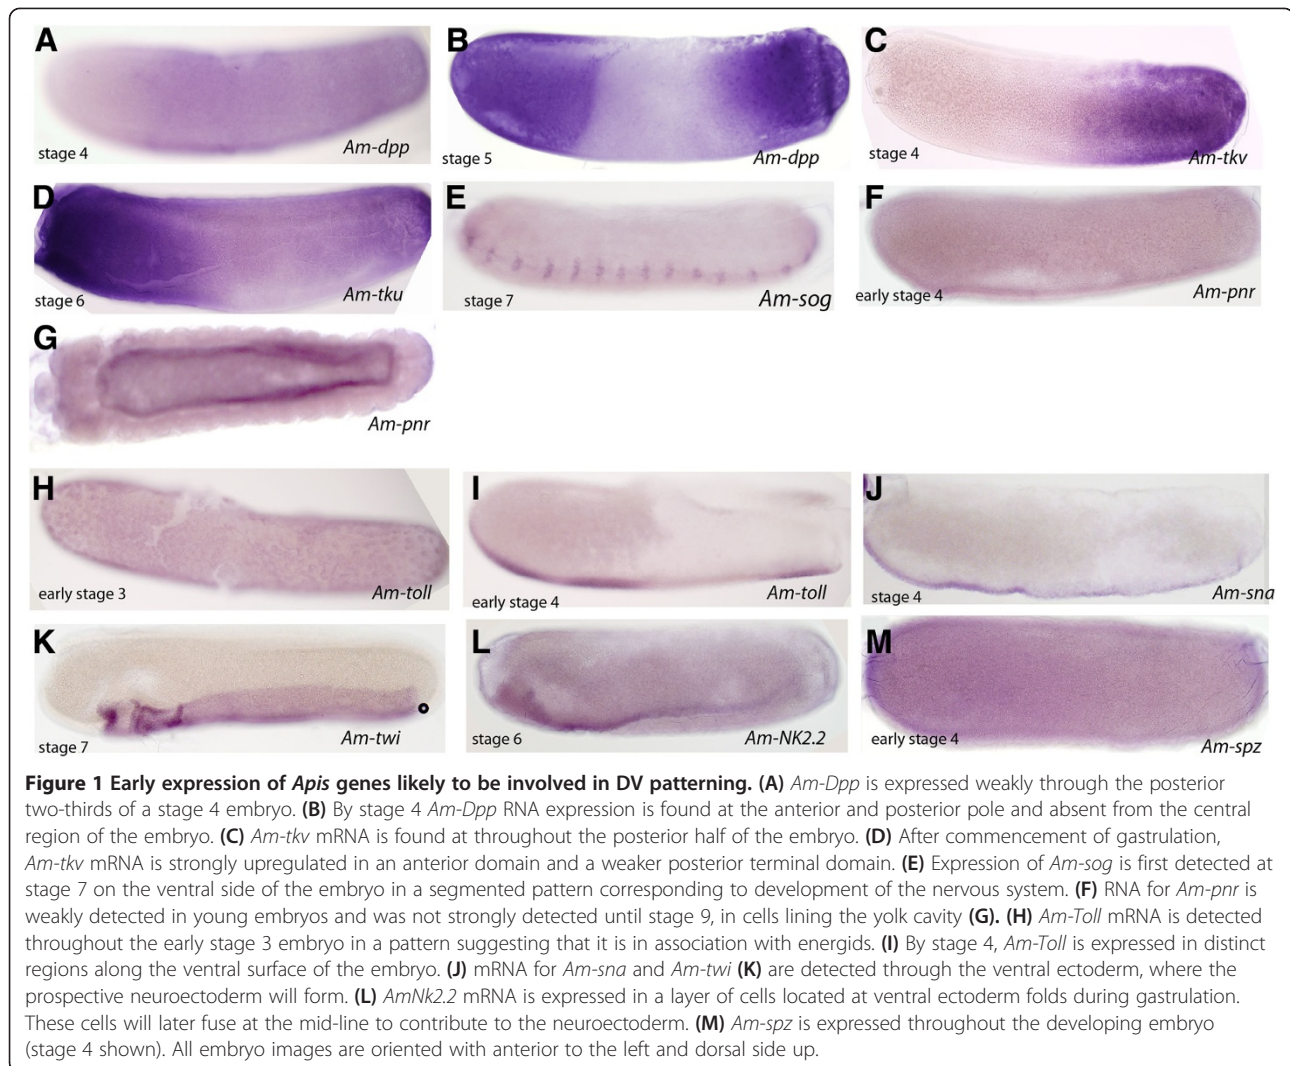 A
stage 4
Am-dpp
B
stage 5
Am-dpp
C
stage 4
Am-tkv
D
stage 6
Am-tku
E
stage 7
Am-sog
F
early stage 4
Am-pnr
G
Am-pnr
H
early stage 3
Am-toll
I
early stage 4
Am-toll
J
stage 4
Am-sna
K
stage 7
Am-twi
L
stage 6
Am-NK2.2
M
early stage 4
Am-spz
Figure 1 Early expression of Apis genes likely to be involved in DV patterning. (A) Am-Dpp is expressed weakly through the posterior
two-thirds of a stage 4 embryo. (B) By stage 4 Am-Dpp RNA expression is found at the anterior and posterior pole and absent from the central
region of the embryo. (C) Am-tkv mRNA is found at throughout the posterior half of the embryo. (D) After commencement of gastrulation,
Am-tkv mRNA is strongly upregulated in an anterior domain and a weaker posterior terminal domain. (E) Expression of Am-sog is first detected at
stage 7 on the ventral side of the embryo in a segmented pattern corresponding to development of the nervous system. (F) RNA for Am-pnr is
weakly detected in young embryos and was not strongly detected until stage 9, in cells lining the yolk cavity (G). (H) Am-Toll mRNA is detected
throughout the early stage 3 embryo in a pattern suggesting that it is in association with energids. (I) By stage 4, Am-Toll is expressed in distinct
regions along the ventral surface of the embryo. (J) mRNA for Am-sna and Am-twi (K) are detected through the ventral ectoderm, where the
prospective neuroectoderm will form. (L) AmNk2.2 mRNA is expressed in a layer of cells located at ventral ectoderm folds during gastrulation.
These cells will later fuse at the mid-line to contribute to the neuroectoderm. (M) Am-spz is expressed throughout the developing embryo
(stage 4 shown). All embryo images are oriented with anterior to the left and dorsal side up.